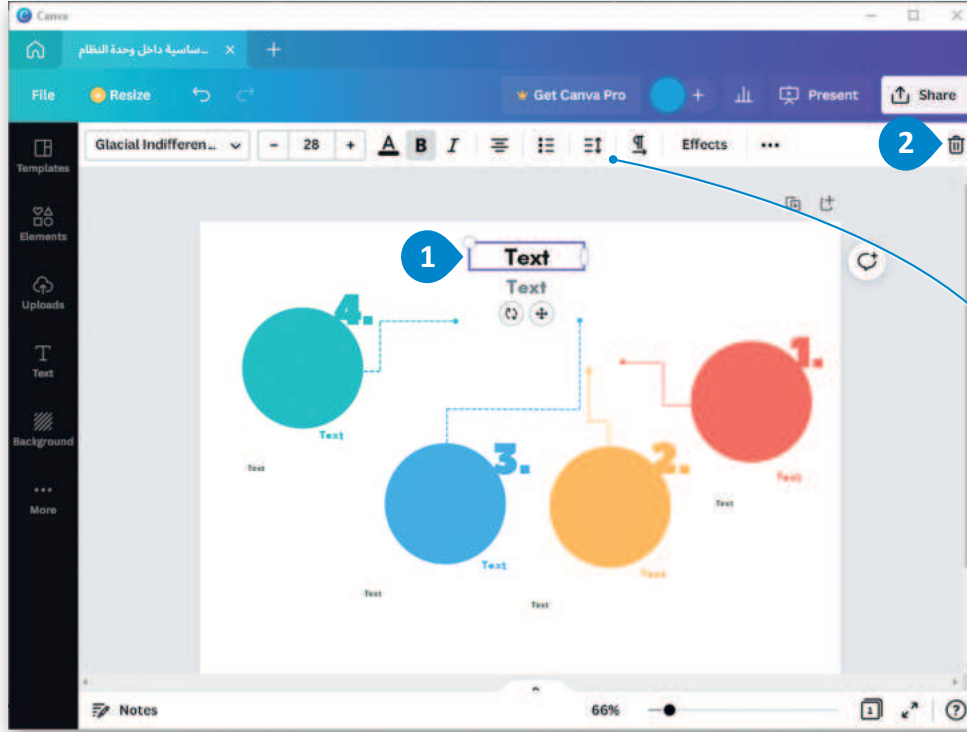 Canva
..ساسية داخل وحدة النظام
File Resize Get Canva Pro Present Share
Glacial Indifferen... - 28 + A B I Effects ... 2
Templates
Elements
Uploads
Text
Background
More
1 Text
Text
4.
1.
Text
Text
3.
2.
Text
Text
Text
Text
Text
Text
Notes 66% 1 ?